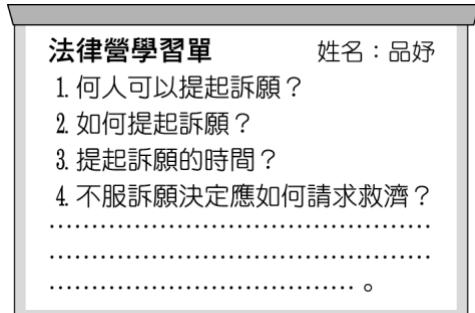 法律營學習單 姓名：品妤
1. 何人可以提起訴願？
2. 如何提起訴願？
3. 提起訴願的時間？
4. 不服訴願決定應如何請求救濟？
………………………………………
………………………………………
……………………………… 。